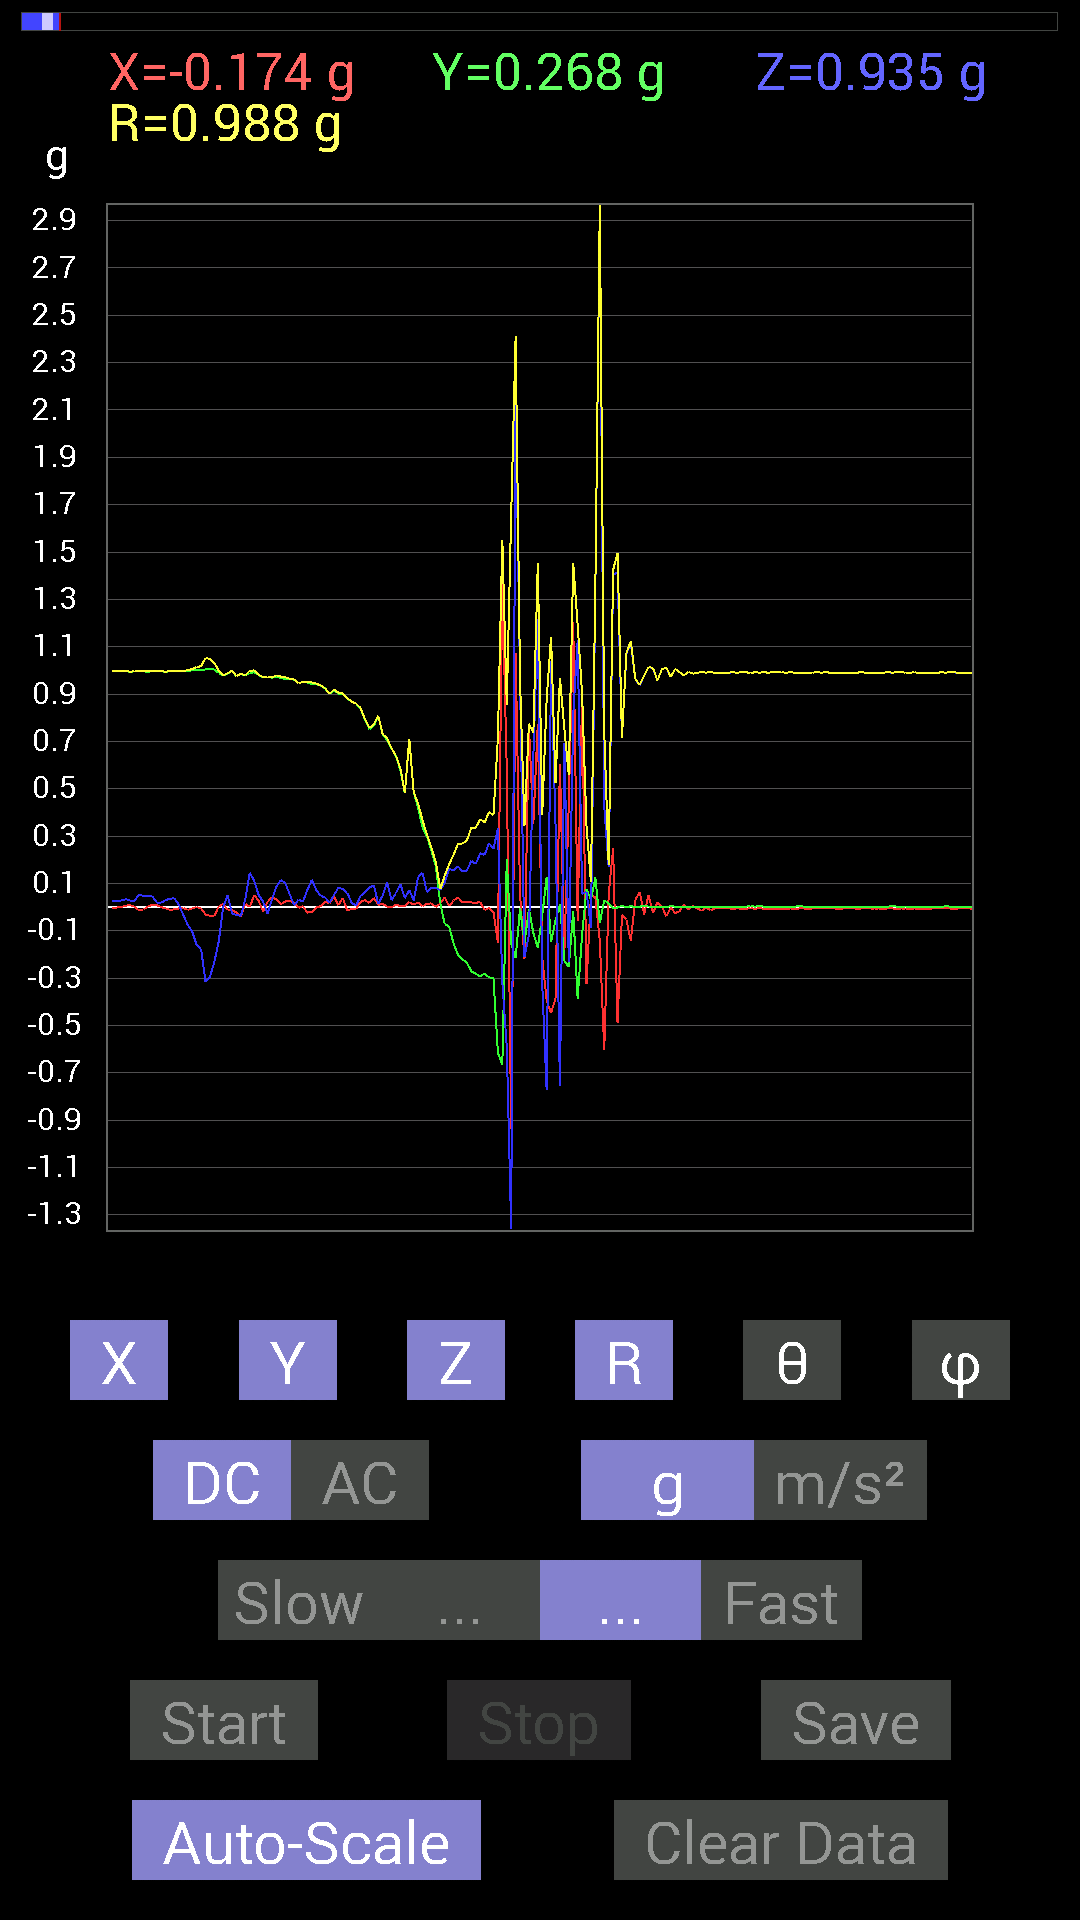 X=-0.174 g Y=0.268 g Z=0.935 g
R=0.988 g
g
2.9
2.7
2.5
2.3
2.1
1.9
1.7
1.5
1.3
1.1
0.9
0.7
0.5
0.3
0.1
-0.1
-0.3
-0.5
-0.7
-0.9
-1.1
-1.3
X Y Z R θ φ
DC AC g m/s²
Slow ... ... Fast
Start Stop Save
Auto-Scale Clear Data